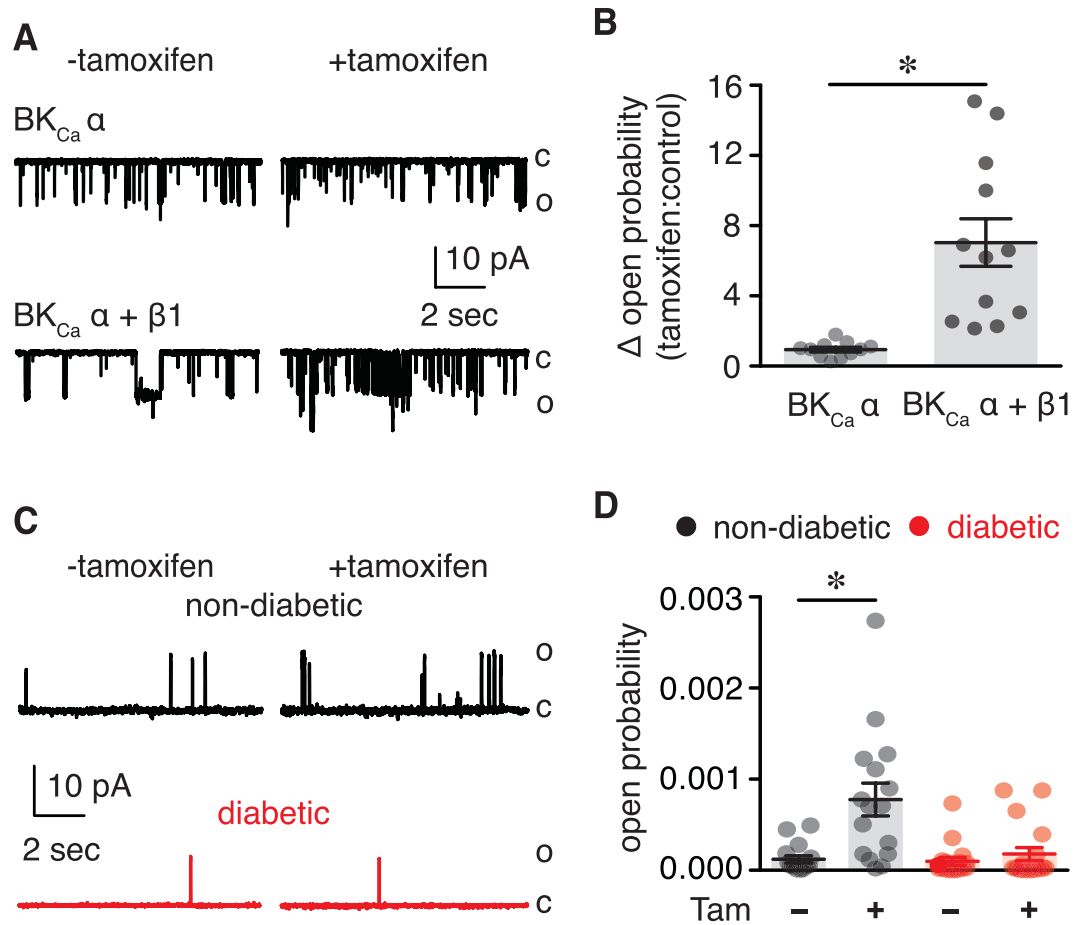 A
-tamoxifen +tamoxifen
BKCa α
c
o
10 pA
2 sec
BKCa α + β1
c
o
B
*
Δ open probability
(tamoxifen:control)
16
12
8
4
0
BKCa α BKCa α + β1
C
-tamoxifen +tamoxifen
non-diabetic
o
c
10 pA
2 sec
diabetic
o
c
D
non-diabetic diabetic
*
open probability
0.003
0.002
0.001
0.000
Tam − + − +